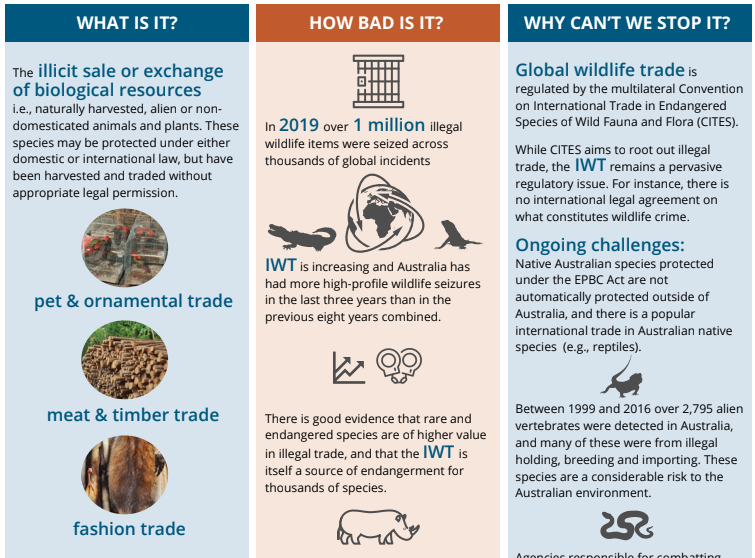 WHAT IS IT?
The illicit sale or exchange
of biological resources
i.e., naturally harvested, alien or non-
domesticated animals and plants. These
species may be protected under either
domestic or international law, but have
been harvested and traded without
appropriate legal permission.
pet & ornamental trade
meat & timber trade
fashion trade
HOW BAD IS IT?
In 2019 over 1 million illegal
wildlife items were seized across
thousands of global incidents
IWT is increasing and Australia has
had more high-profile wildlife seizures
in the last three years than in the
previous eight years combined.
There is good evidence that rare and
endangered species are of higher value
in illegal trade, and that the IWT is
itself a source of endangerment for
thousands of species.
WHY CAN'T WE STOP IT?
Global wildlife trade is
regulated by the multilateral Convention
on International Trade in Endangered
Species of Wild Fauna and Flora (CITES).
While CITES aims to root out illegal
trade, the IWT remains a pervasive
regulatory issue. For instance, there is
no international legal agreement on
what constitutes wildlife crime.
Ongoing challenges:
Native Australian species protected
under the EPBC Act are not
automatically protected outside of
Australia, and there is a popular
international trade in Australian native
species (e.g., reptiles).
Between 1999 and 2016 over 2,795 alien
vertebrates were detected in Australia,
and many of these were from illegal
holding, breeding and importing. These
species are a considerable risk to the
Australian environment.
Agencies responsible for combatting